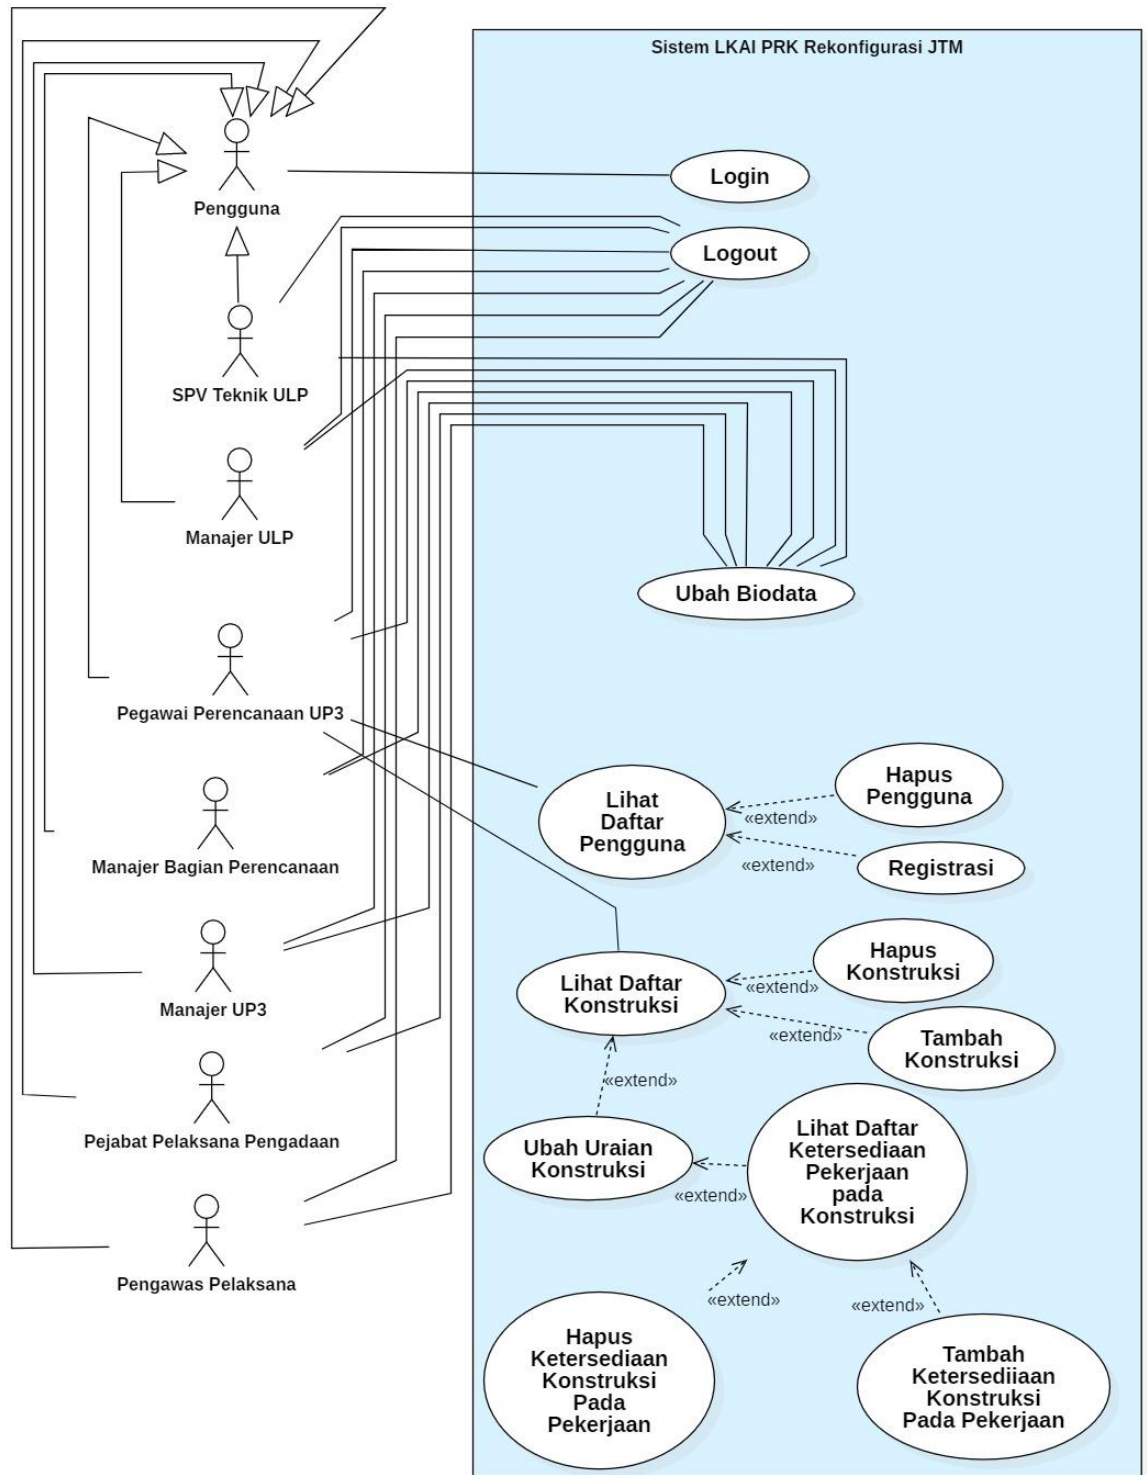 Sistem LKAI PRK Rekonfigurasi JTM
Pengguna
Login
Logout
SPV Teknik ULP
Manajer ULP
Ubah Biodata
Pegawai Perencanaan UP3
Lihat
Daftar
Pengguna
Hapus
Pengguna
«extend»
«extend»
Registrasi
Manajer Bagian Perencanaan
Manajer UP3
Lihat Daftar
Konstruksi
Hapus
Konstruksi
«extend»
«extend»
Tambah
Konstruksi
«extend»
Pejabat Pelaksana Pengadaan
Ubah Uraian
Konstruksi
«extend»
Lihat Daftar
Ketersediaan
Pekerjaan
pada
Konstruksi
Pengawas Pelaksana
«extend»
«extend»
Hapus
Ketersediaan
Konstruksi
Pada
Pekerjaan
Tambah
Ketersediiaan
Konstruksi
Pada Pekerjaan